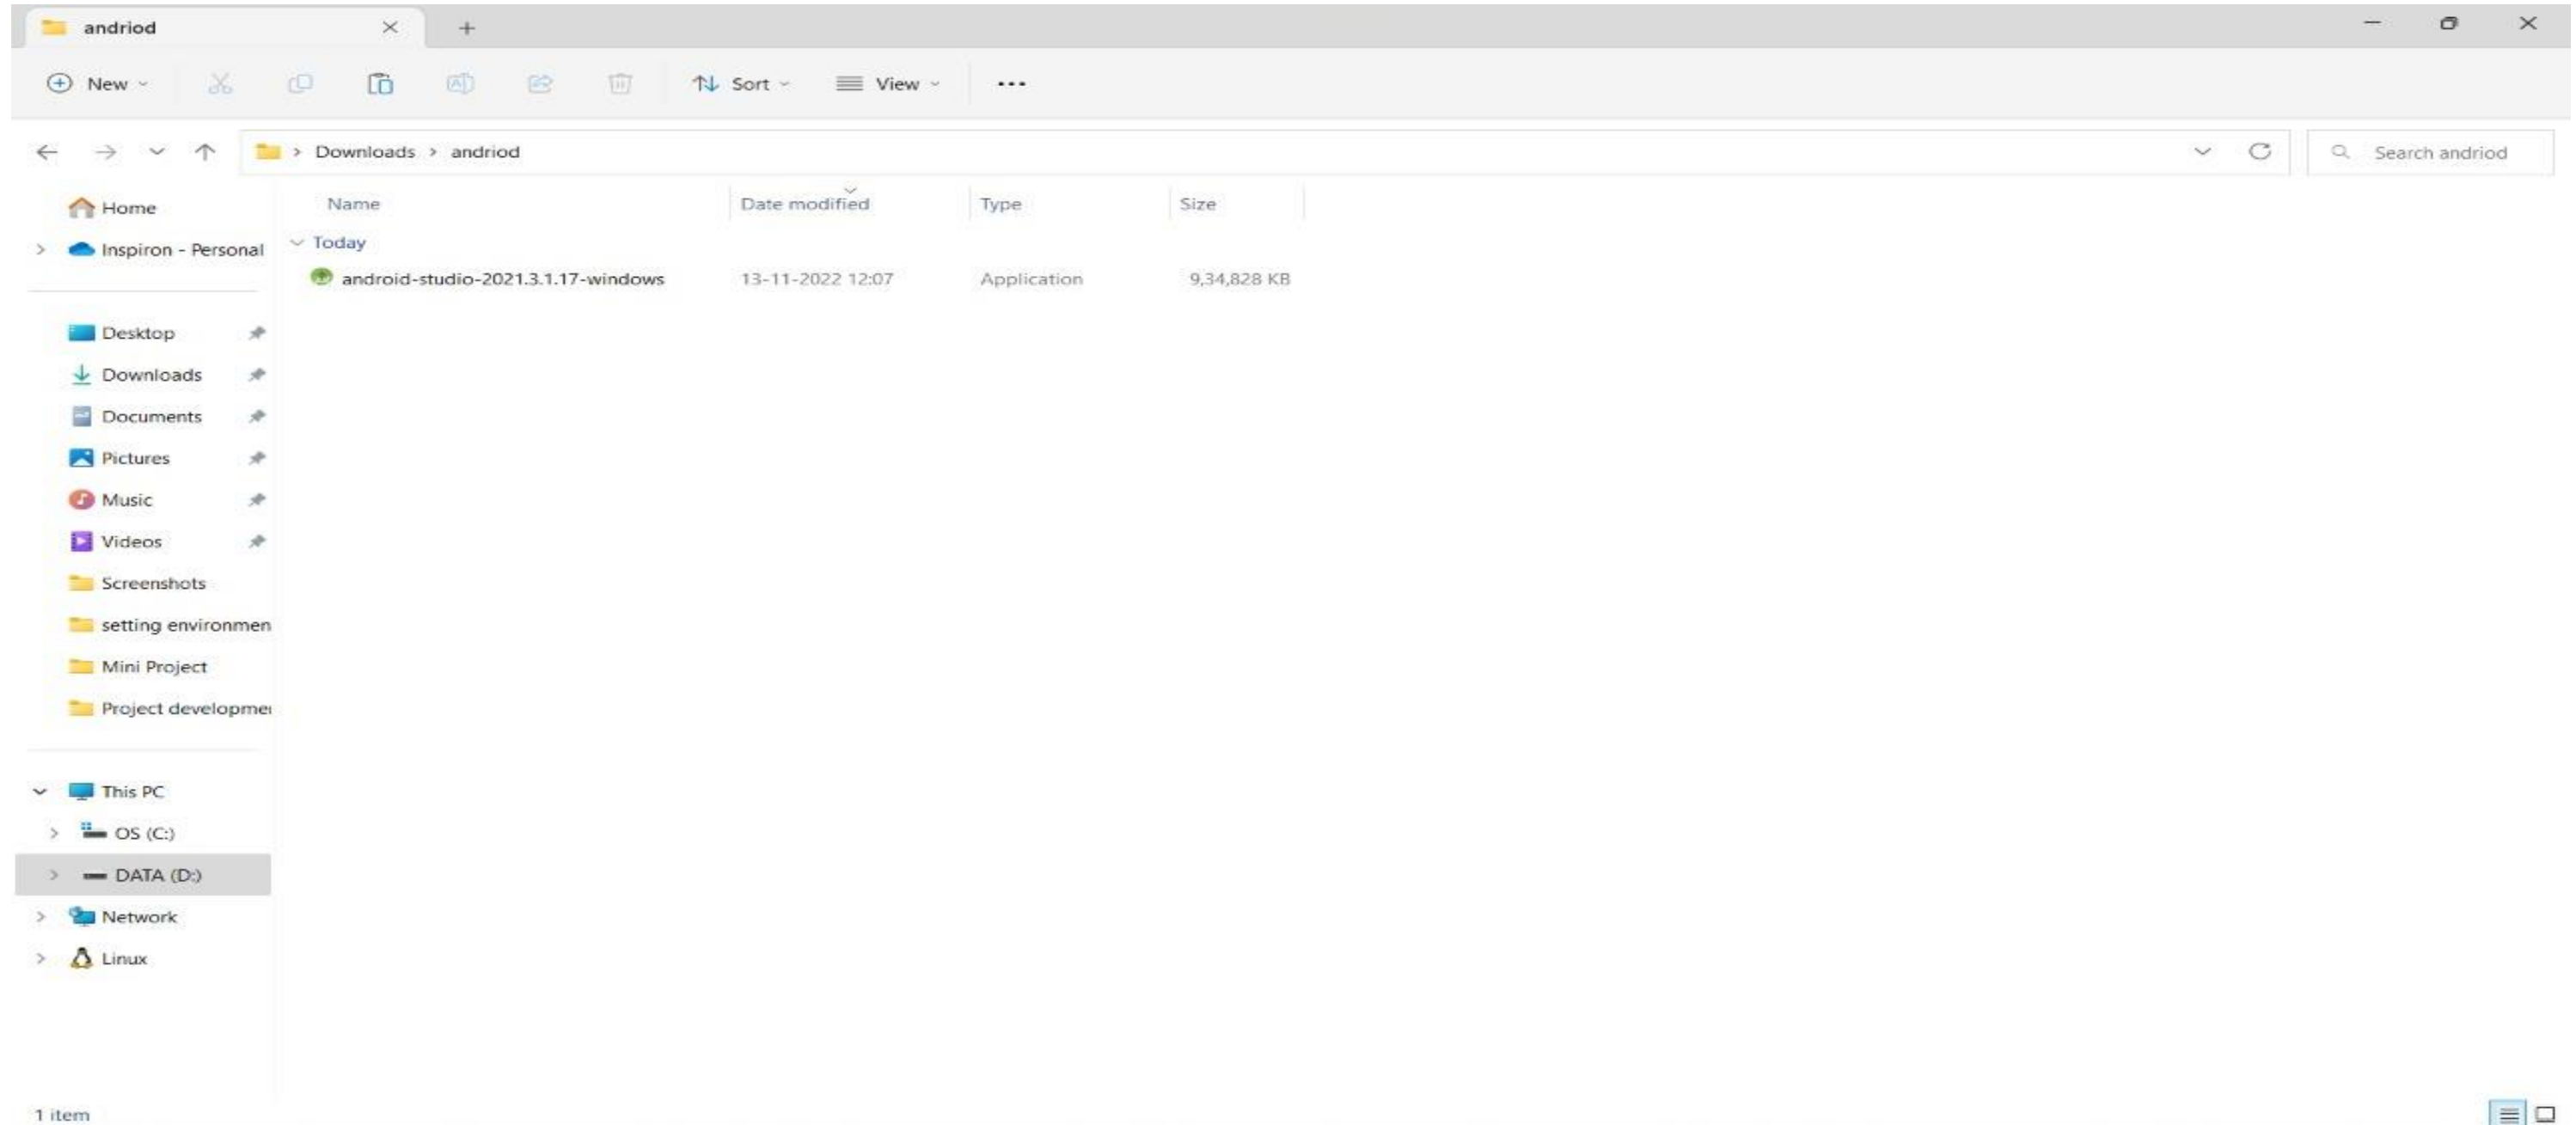 andriod
New
Sort
View
Downloads > andriod
Search andriod
Home
Inspiron - Personal
Desktop
Downloads
Documents
Pictures
Music
Videos
Screenshots
setting environmen
Mini Project
Project developme
This PC
OS (C:)
DATA (D:)
Network
Linux
Name Date modified Type Size
Today
android-studio-2021.3.1.17-windows 13-11-2022 12:07 Application 9,34,828 KB
1 item